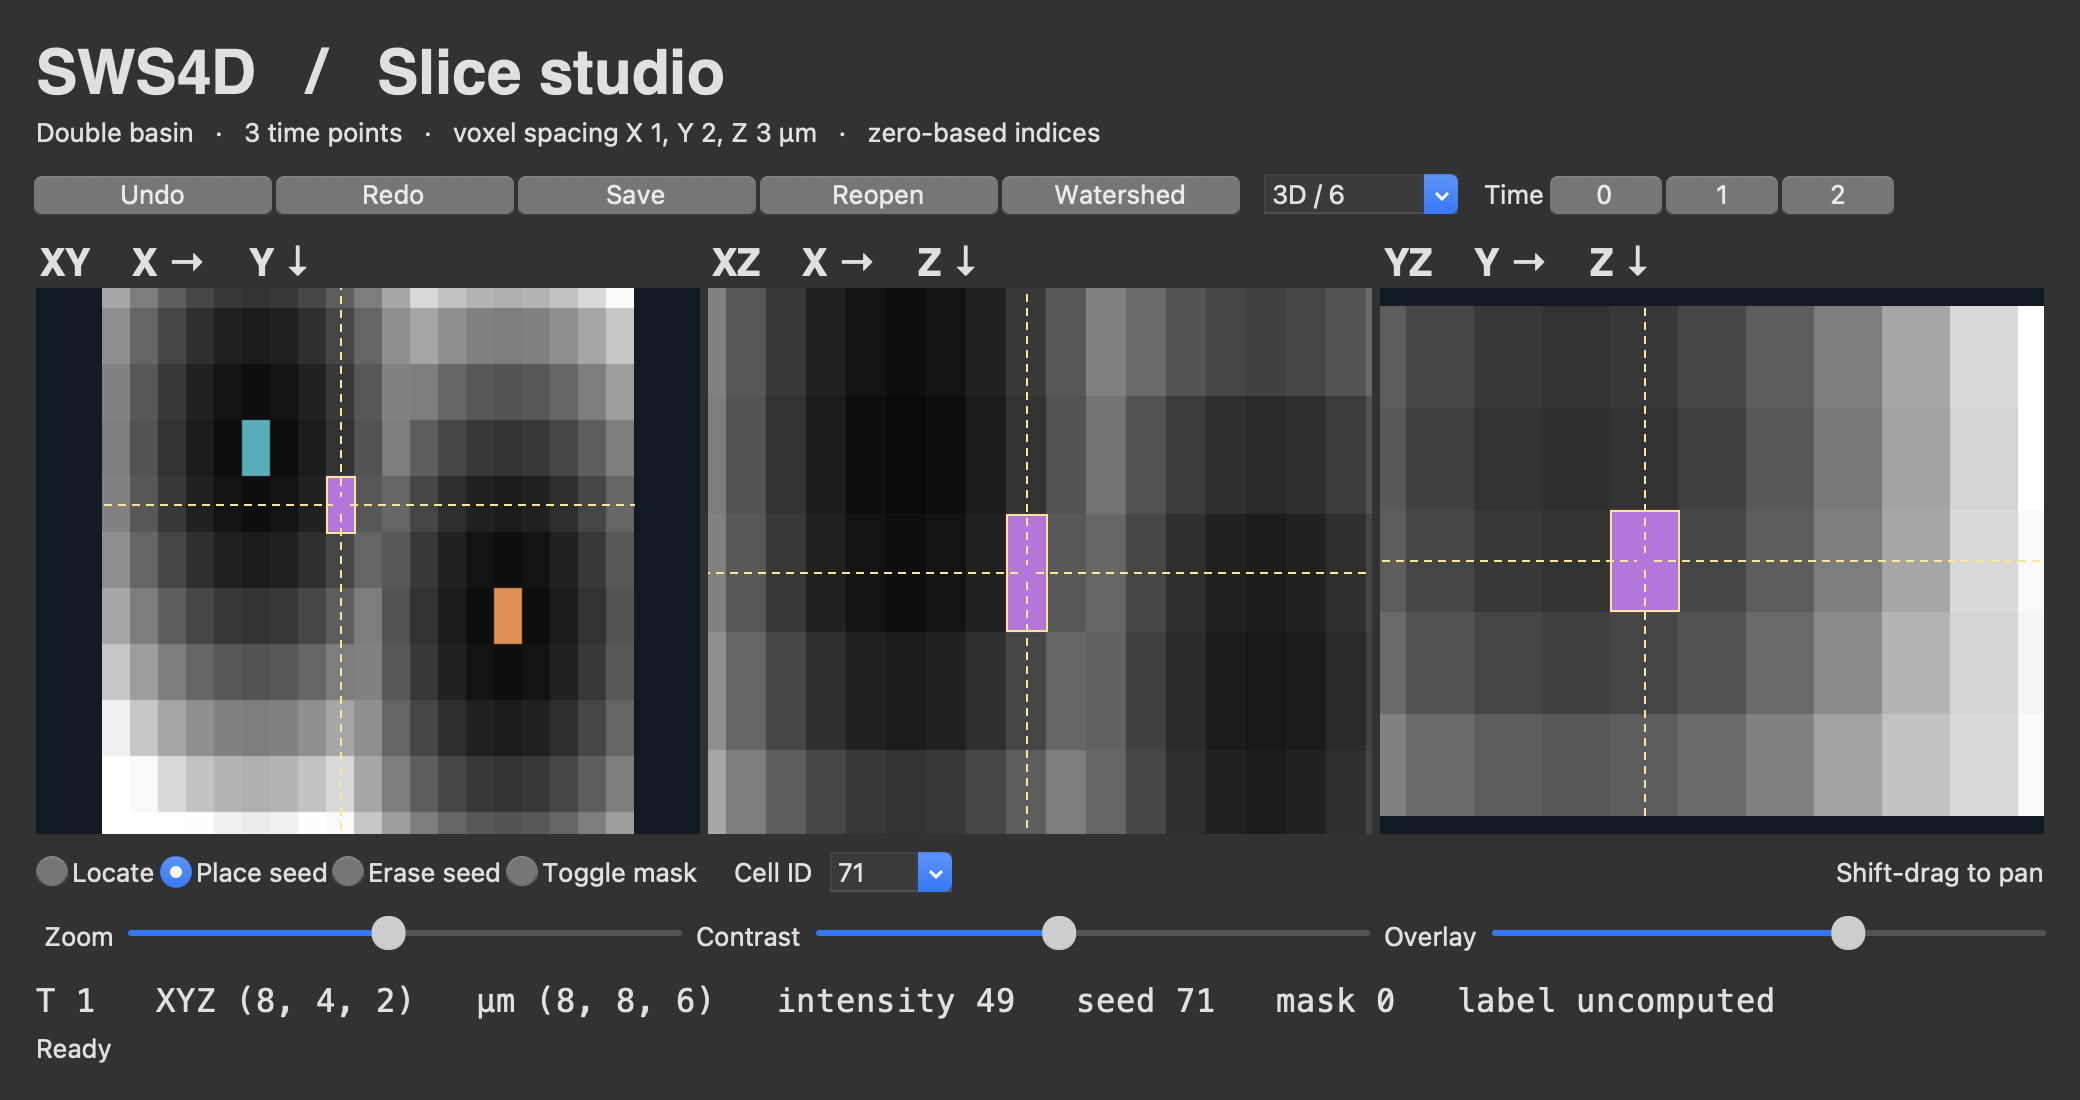 SWS4D / Slice studio
Double basin · 3 time points · voxel spacing X 1, Y 2, Z 3 µm · zero-based indices
Undo Redo Save Reopen Watershed 3D / 6 Time 0 1 2
XY X → Y ↓ XZ X → Z ↓ YZ Y → Z ↓
Locate Place seed Erase seed Toggle mask Cell ID 71 Shift-drag to pan
Zoom Contrast Overlay
T 1 XYZ (8, 4, 2) µm (8, 8, 6) intensity 49 seed 71 mask 0 label uncomputed
Ready